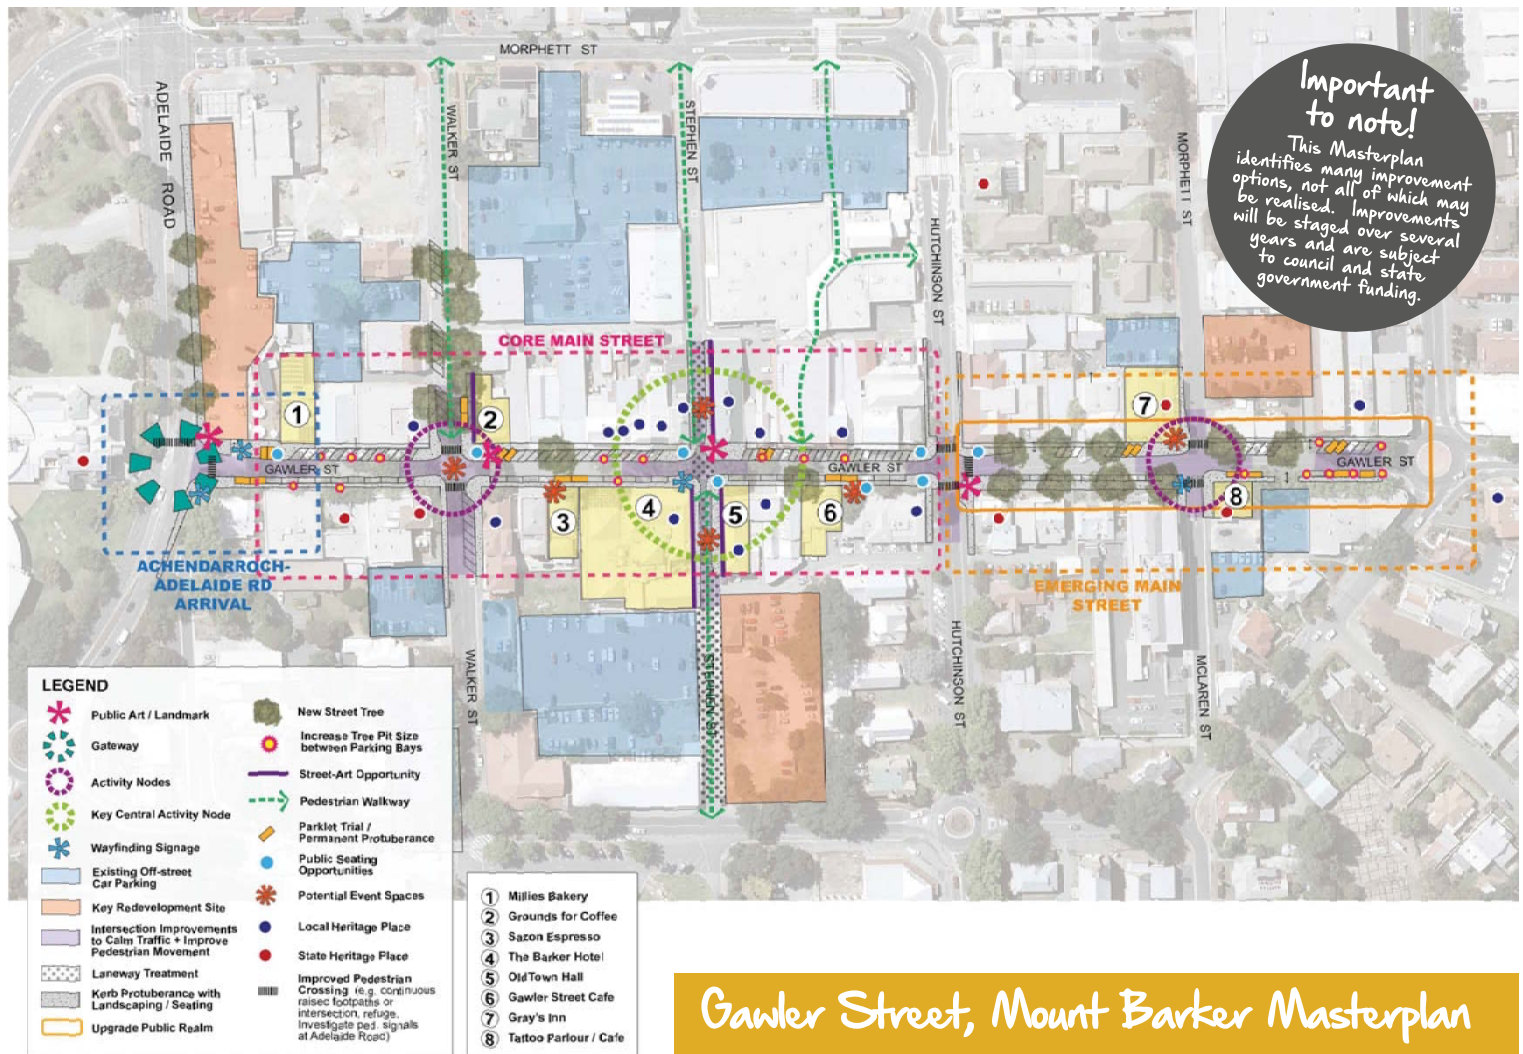 MORPHETT ST
ADELAIDE ROAD
WALKER ST
STEPHEN ST
HUTCHINSON ST
MORPHETT ST
Important
to note!
This Masterplan
identifies many improvement
options, not all of which may
be realised. Improvements
will be staged over several
years and are subject
to council and state
government funding.
CORE MAIN STREET
1
2
7
GAWLER ST
GAWLER ST
GAWLER ST
3
4
5
6
8
ACHENDARROCH-
ADELAIDE RD
ARRIVAL
EMERGING MAIN
STREET
WALKER ST
STEPHEN ST
HUTCHINSON ST
MCLAREN ST
LEGEND
Public Art / Landmark
Gateway
Activity Nodes
Key Central Activity Node
Wayfinding Signage
Existing Off-street
Car Parking
Key Redevelopment Site
Intersection Improvements
to Calm Traffic + Improve
Pedestrian Movement
Laneway Treatment
Kerb Protuberance with
Landscaping / Seating
Upgrade Public Realm
New Street Tree
Increase Tree Pit Size
between Parking Bays
Street-Art Opportunity
Pedestrian Walkway
Parklet Trial /
Permanent Protuberance
Public Seating
Opportunities
Potential Event Spaces
Local Heritage Place
State Heritage Place
Improved Pedestrian
Crossing (e.g. continuous
raised footpaths or
intersection, refuge.
Investigate ped. signals
at Adelaide Road)
1 Millies Bakery
2 Grounds for Coffee
3 Sazon Espresso
4 The Barker Hotel
5 Old Town Hall
6 Gawler Street Cafe
7 Gray's Inn
8 Tattoo Parlour / Cafe
Gawler Street, Mount Barker Masterplan